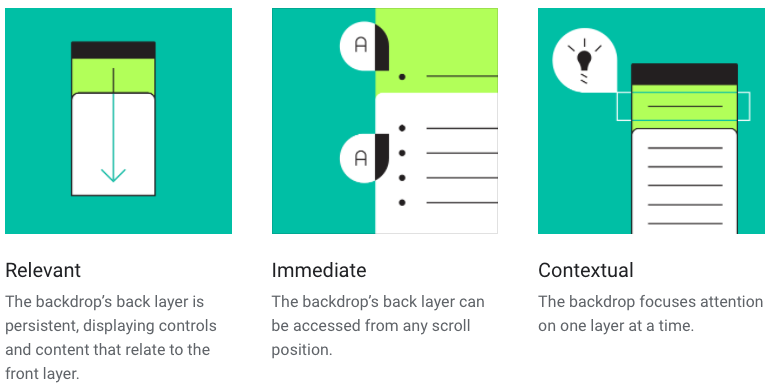 A
A
Relevant
The backdrop’s back layer is
persistent, displaying controls
and content that relate to the
front layer.
Immediate
The backdrop’s back layer can
be accessed from any scroll
position.
Contextual
The backdrop focuses attention
on one layer at a time.